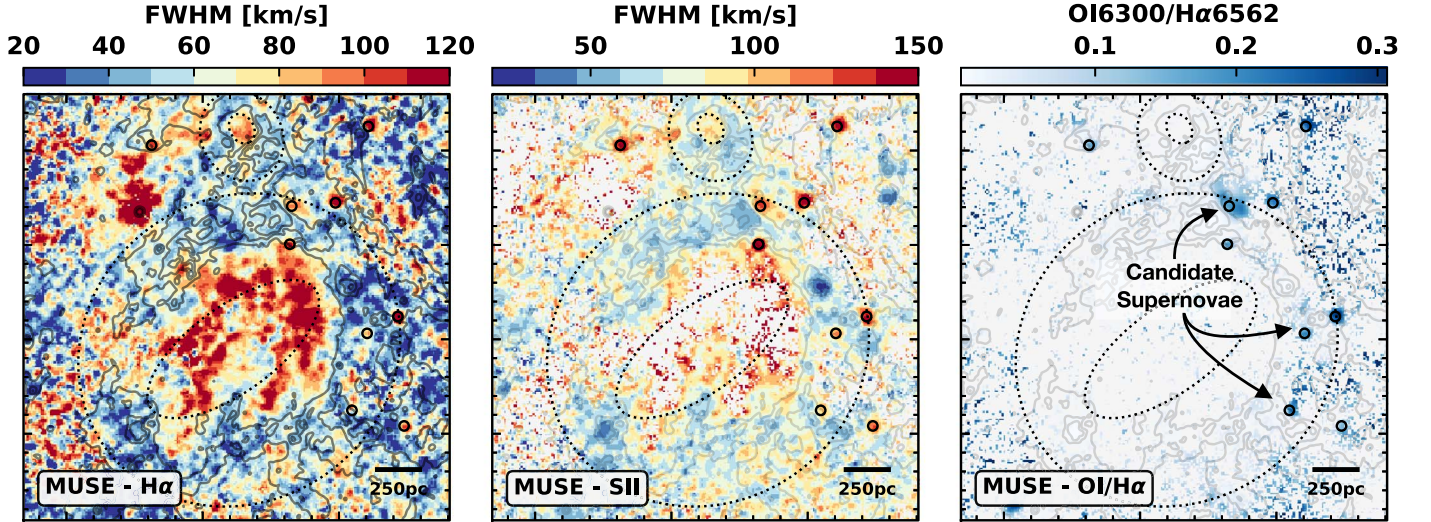 FWHM [km/s]
20 40 60 80 100 120
MUSE - Hα
250pc
FWHM [km/s]
50 100 150
MUSE - SII
250pc
OI6300/Hα6562
0.1 0.2 0.3
Candidate
Supernovae
MUSE - OI/Hα
250pc